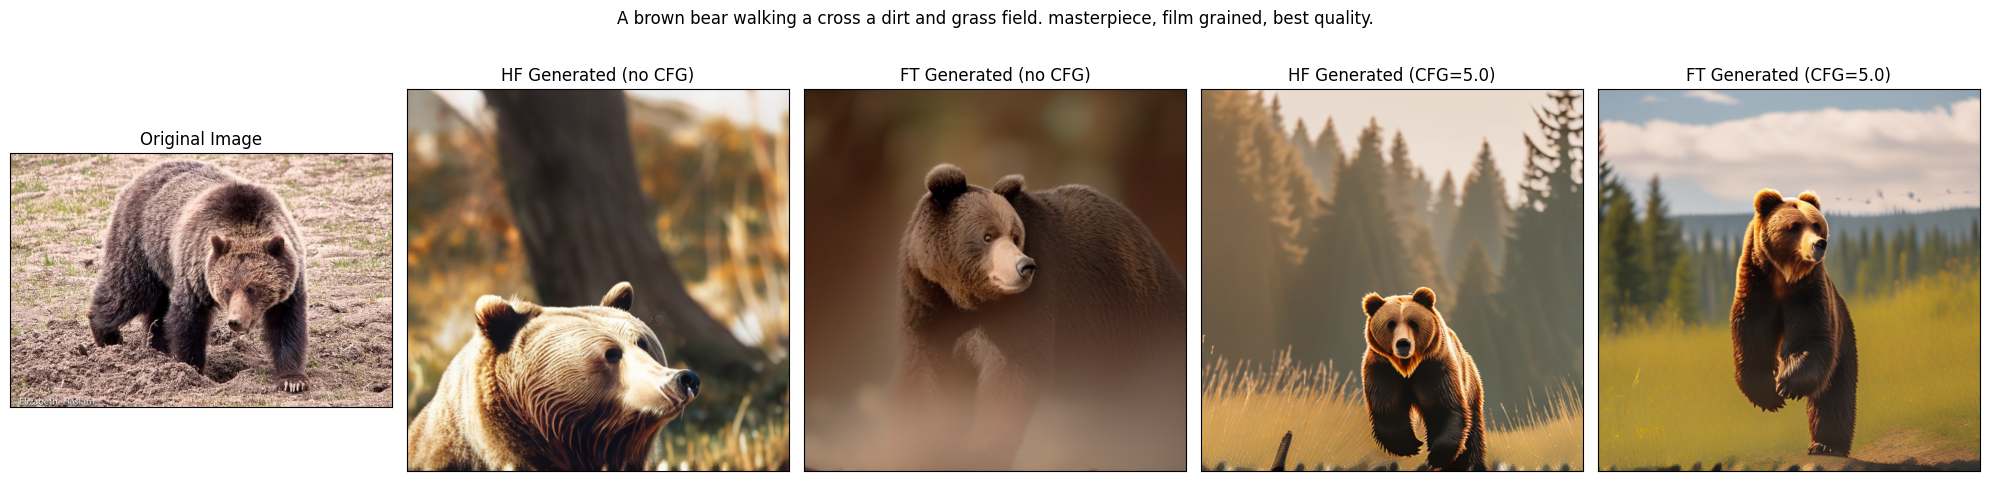 A brown bear walking a cross a dirt and grass field. masterpiece, film grained, best quality.
Original Image
HF Generated (no CFG)
FT Generated (no CFG)
HF Generated (CFG=5.0)
FT Generated (CFG=5.0)
Elizabeth Haslam